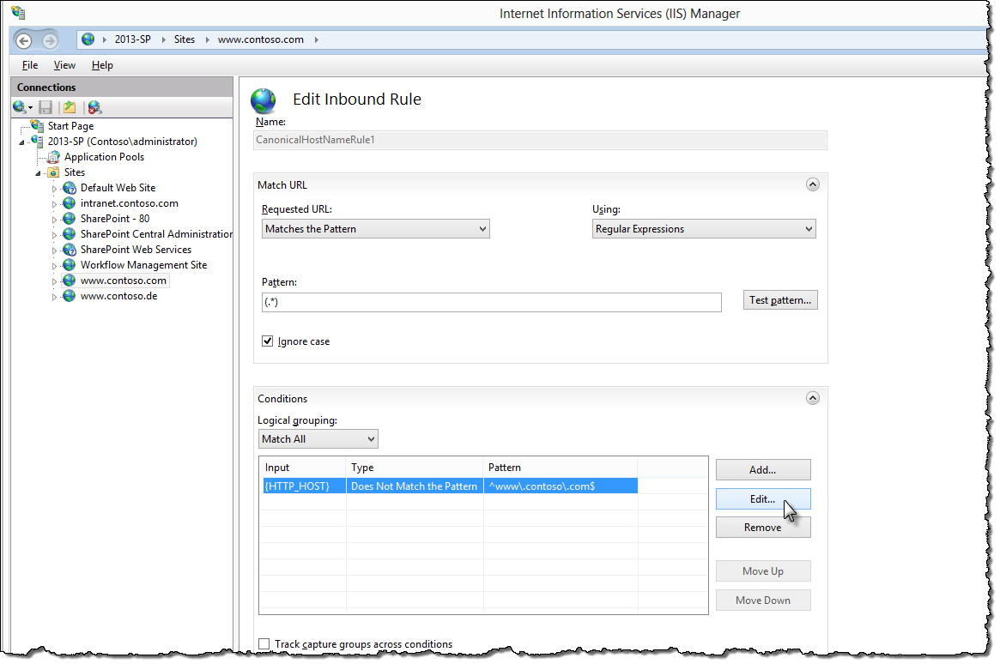 Internet Information Services (IIS) Manager
2013-SP Sites www.contoso.com
File View Help
Connections
Start Page
2013-SP (Contoso\administrator)
Application Pools
Sites
Default Web Site
intranet.contoso.com
SharePoint - 80
SharePoint Central Administration
SharePoint Web Services
Workflow Management Site
www.contoso.com
www.contoso.de
Edit Inbound Rule
Name:
CanonicalHostNameRule1
Match URL
Requested URL: Using:
Matches the Pattern Regular Expressions
Pattern:
(.*) Test pattern...
Ignore case
Conditions
Logical grouping:
Match All
Input Type Pattern
{HTTP_HOST} Does Not Match the Pattern ^www\.contoso\.com$
Add...
Edit...
Remove
Move Up
Move Down
Track capture groups across conditions